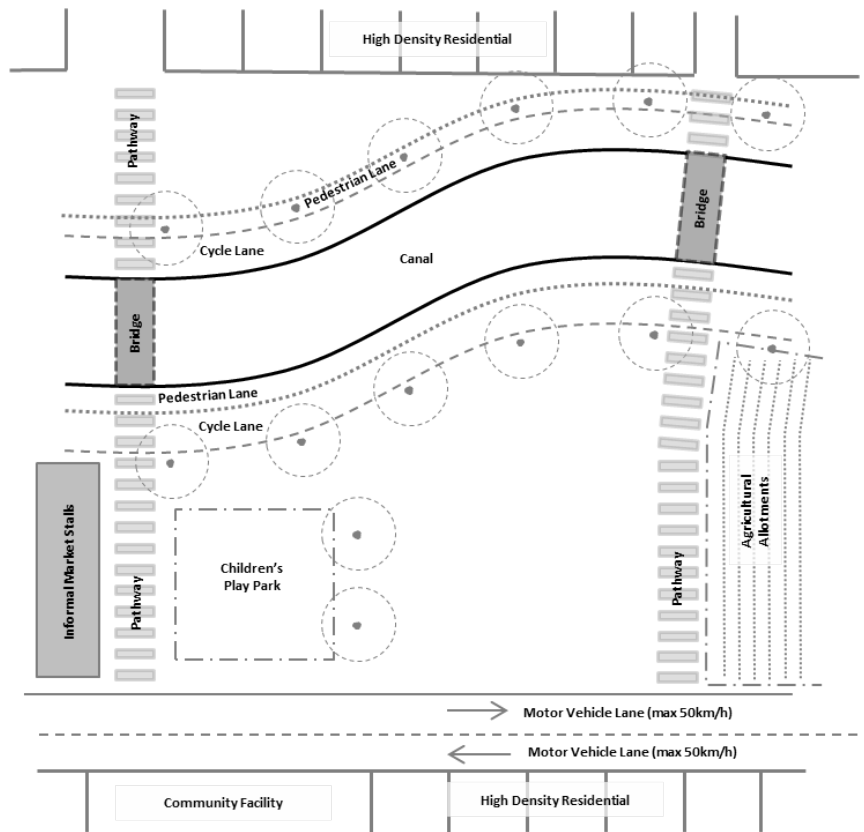 High Density Residential
Pathway
Pedestrian Lane
Bridge
Cycle Lane
Canal
Bridge
Pedestrian Lane
Cycle Lane
Informal Market Stalls
Pathway
Children's
Play Park
Pathway
Agricultural
Allotments
Motor Vehicle Lane (max 50km/h)
Motor Vehicle Lane (max 50km/h)
Community Facility
High Density Residential